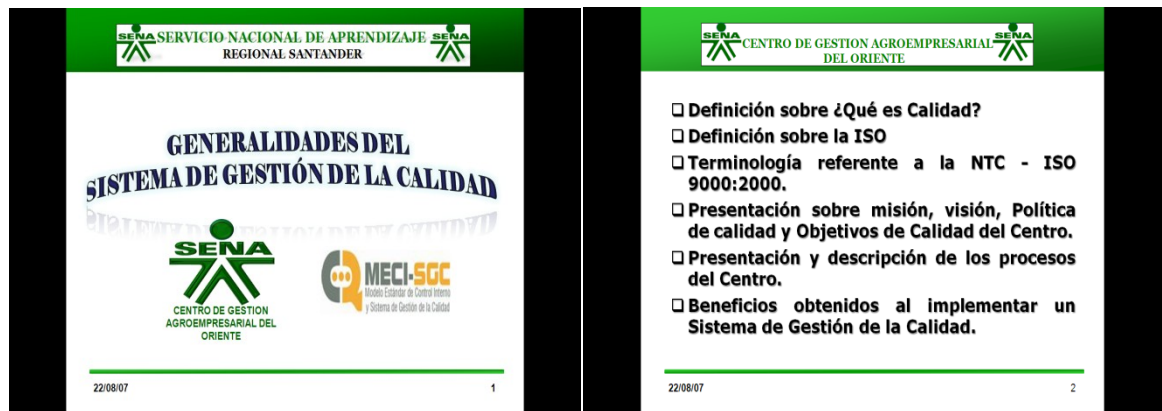 SENA SERVICIO NACIONAL DE APRENDIZAJE SENA
REGIONAL SANTANDER
GENERALIDADES DEL
SISTEMA DE GESTIÓN DE LA CALIDAD
SENA
CENTRO DE GESTION
AGROEMPRESARIAL DEL
ORIENTE
MECI-SGC
Modelo Estándar de Control Interno
y Sistema de Gestión de la Calidad
22/08/07 1
SENA CENTRO DE GESTION AGROEMPRESARIAL SENA
DEL ORIENTE
❑ Definición sobre ¿Qué es Calidad?
❑ Definición sobre la ISO
❑ Terminología referente a la NTC - ISO
9000:2000.
❑ Presentación sobre misión, visión, Política
de calidad y Objetivos de Calidad del Centro.
❑ Presentación y descripción de los procesos
del Centro.
❑ Beneficios obtenidos al implementar un
Sistema de Gestión de la Calidad.
22/08/07 2